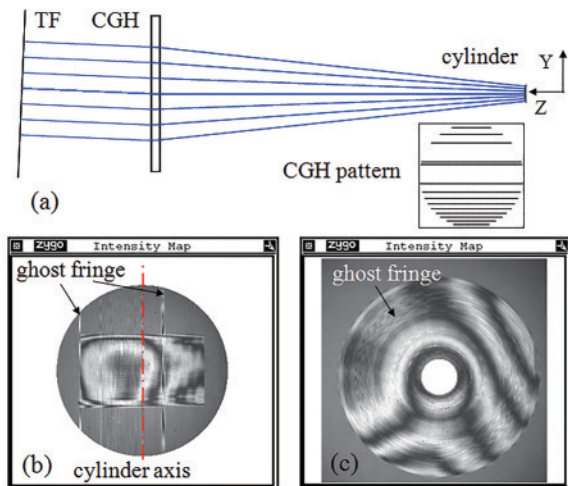 TF CGH
cylinder
Y
Z
CGH pattern
(a)
zygo Intensity Map
ghost fringe
(b)
cylinder axis
zygo Intensity Map
ghost fringe
(c)